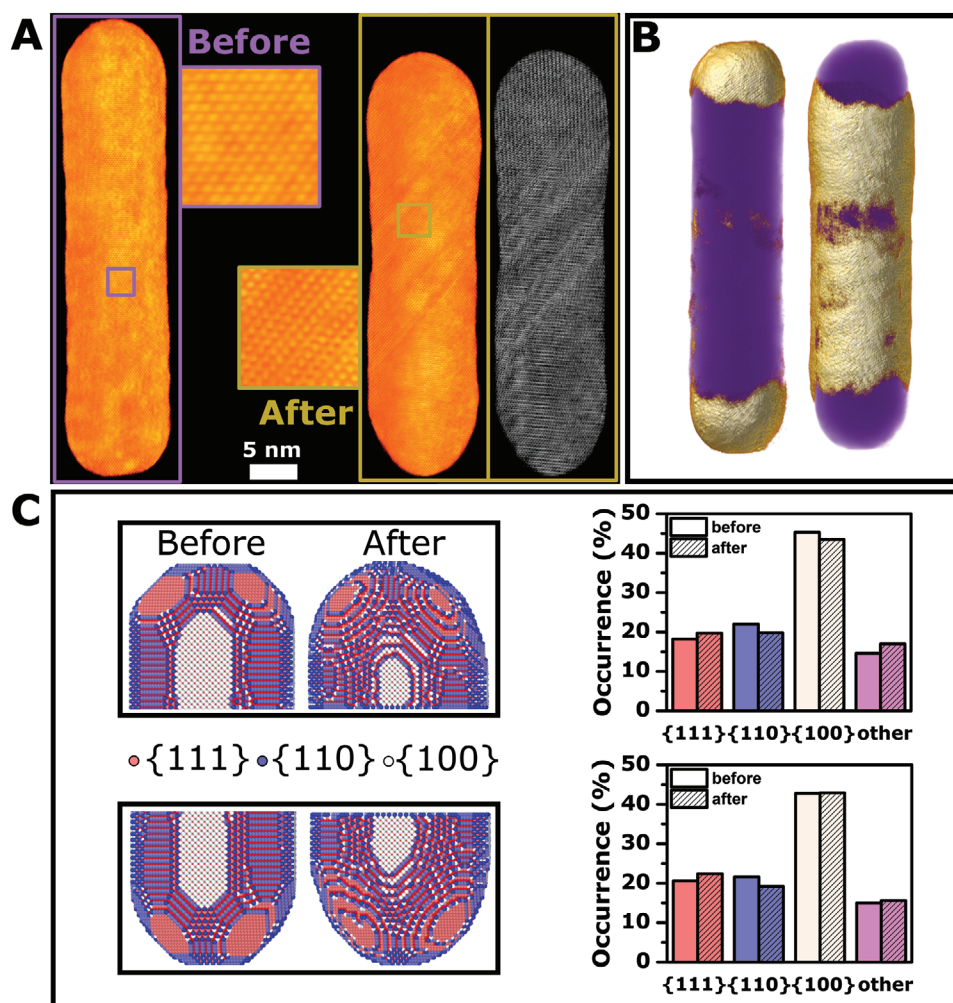 A
Before
After
5 nm
B
C
Before
After
{111} {110} {100}
Occurrence (%)
50
40
30
20
10
0
before
after
{111} {110} {100} other
Occurrence (%)
50
40
30
20
10
0
before
after
{111} {110} {100} other